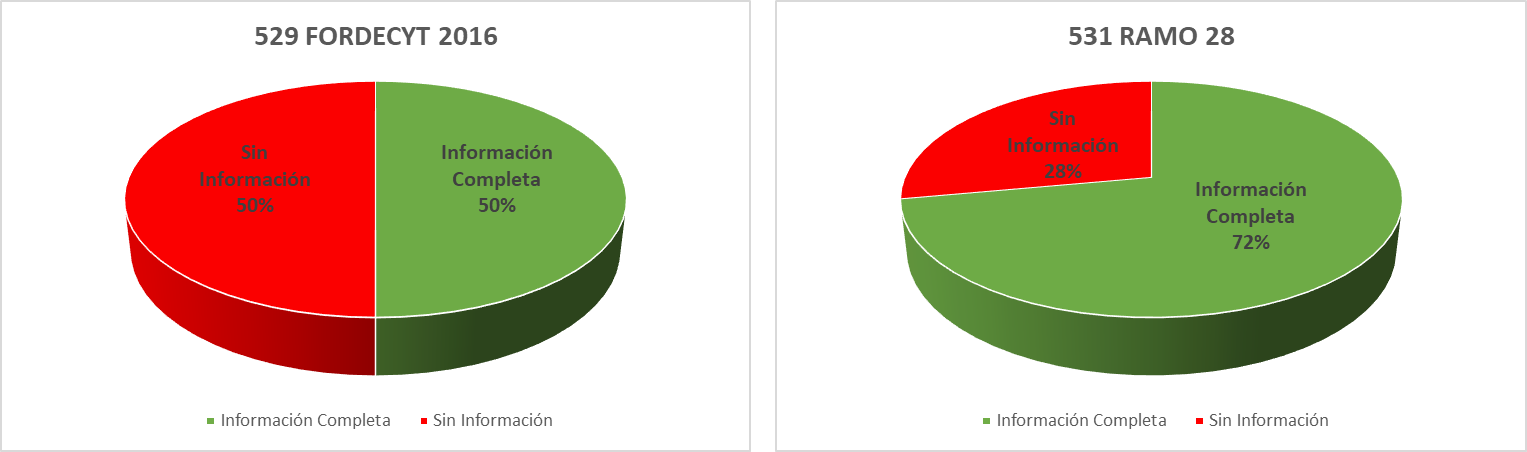 529 FORDECYT 2016
Sin
Información
50%
Información
Completa
50%
Información Completa
Sin Información
531 RAMO 28
Sin
Información
28%
Información
Completa
72%
Información Completa
Sin Información